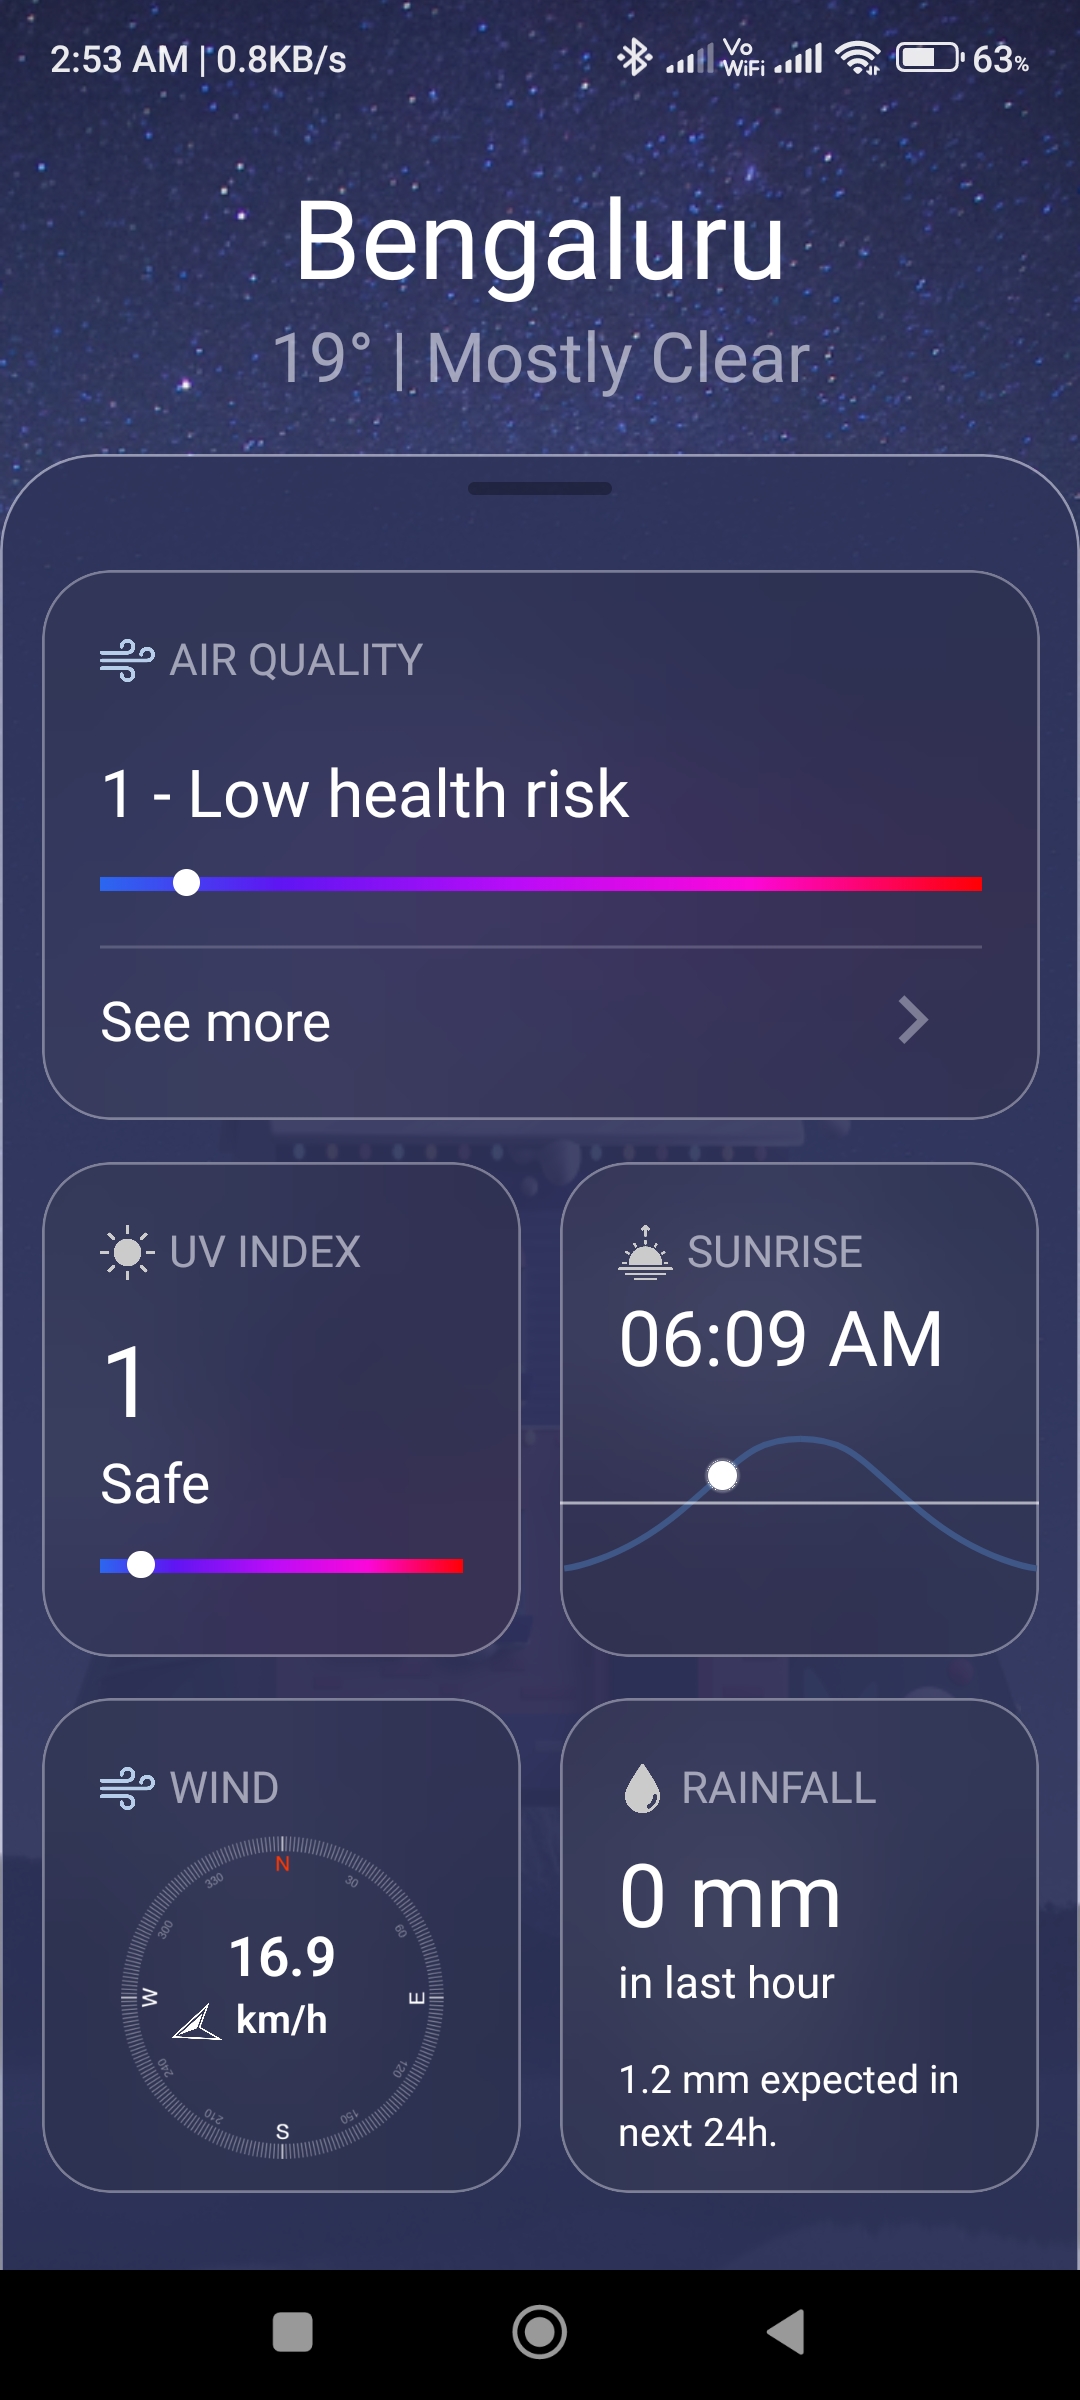 2:53 AM | 0.8KB/s Vo WiFi 63%
Bengaluru
19° | Mostly Clear
AIR QUALITY
1 - Low health risk
See more
UV INDEX
1
Safe
SUNRISE
06:09 AM
WIND
N
330 30
300 60
16.9
W E
km/h
240 120
210 150
S
RAINFALL
0 mm
in last hour
1.2 mm expected in
next 24h.